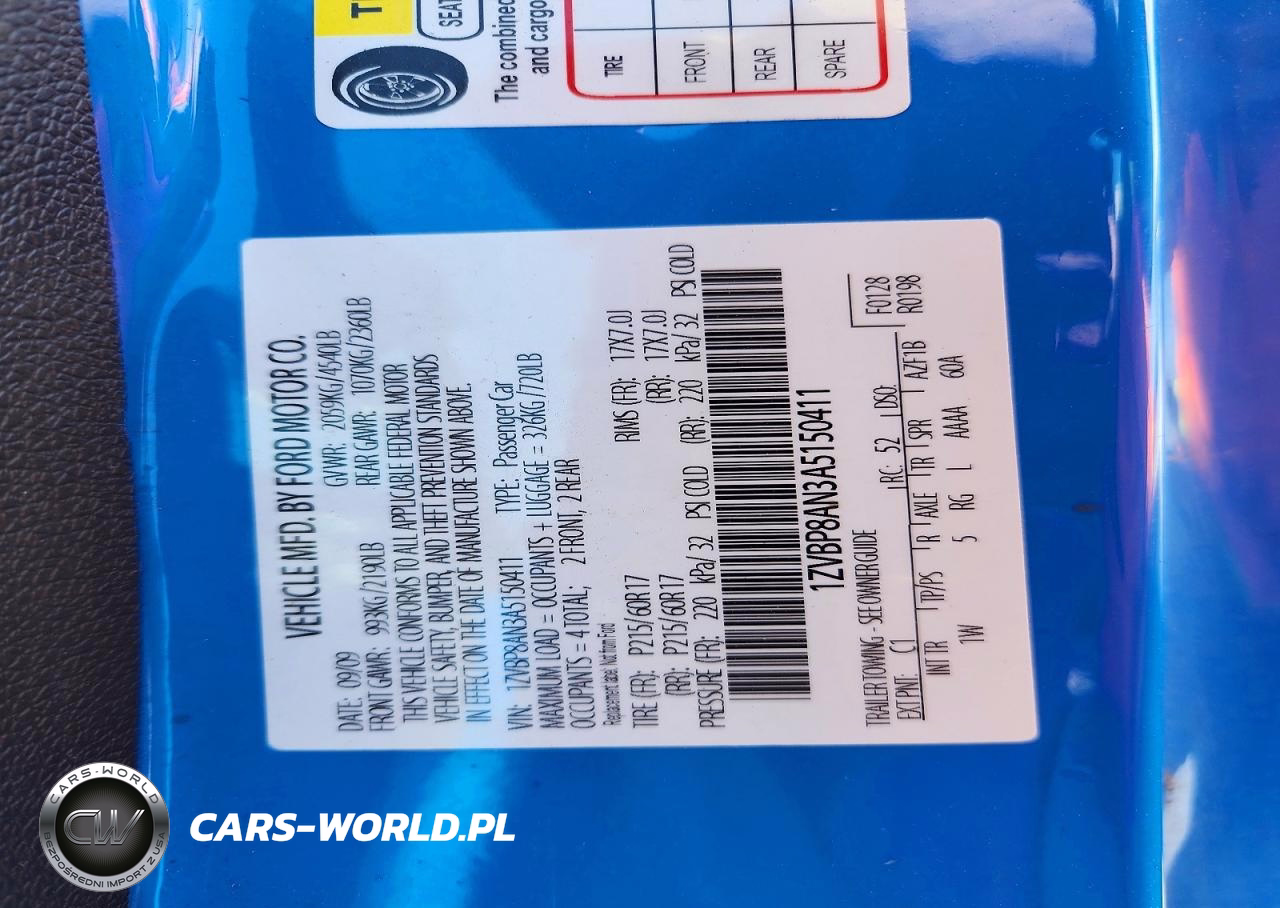 T
SEAT
The combined
and cargo
TIRE
FRONT
REAR
SPARE
VEHICLE MFD. BY FORD MOTOR CO.
DATE: 09/09 GVWR: 2059KG/4540LB
FRONT GAWR: 993KG/2190LB REAR GAWR: 1070KG/2360LB
THIS VEHICLE CONFORMS TO ALL APPLICABLE FEDERAL MOTOR
VEHICLE SAFETY, BUMPER, AND THEFT PREVENTION STANDARDS
IN EFFECT ON THE DATE OF MANUFACTURE SHOWN ABOVE.
VIN: 1ZVBP8AN3A5150411 TYPE: Passenger Car
MAXIMUM LOAD = OCCUPANTS + LUGGAGE = 326KG/720LB
OCCUPANTS = 4 TOTAL; 2 FRONT, 2 REAR
Replacement Label Not from Ford
TIRE (FR): P215/60R17 RIMS (FR): 17X7.0J
(RR): P215/60R17 (RR): 17X7.0J
PRESSURE (FR): 220 kPa/ 32 PSI COLD (RR): 220 kPa/ 32 PSI COLD
1ZVBP8AN3A5150411
TRAILER TOWING - SEE OWNER GUIDE F0128
EXT PNT: C1 RC: 52 DSO: R0198
INT TR TP/PS R AXLE TR SPR AZF1B
1W 5 RG L AAAA 60A
CARS-WORLD
CW
BEZPOŚREDNI IMPORT Z USA
CARS-WORLD.PL